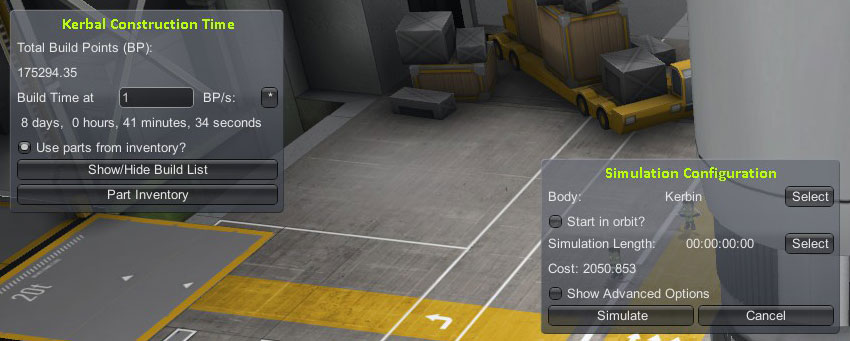 Kerbal Construction Time
Total Build Points (BP):
175294.35
Build Time at 1 BP/s: *
8 days, 0 hours, 41 minutes, 34 seconds
Use parts from inventory?
Show/Hide Build List
Part Inventory
Simulation Configuration
Body: Kerbin Select
Start in orbit?
Simulation Length: 00:00:00:00 Select
Cost: 2050.853
Show Advanced Options
Simulate Cancel
20t